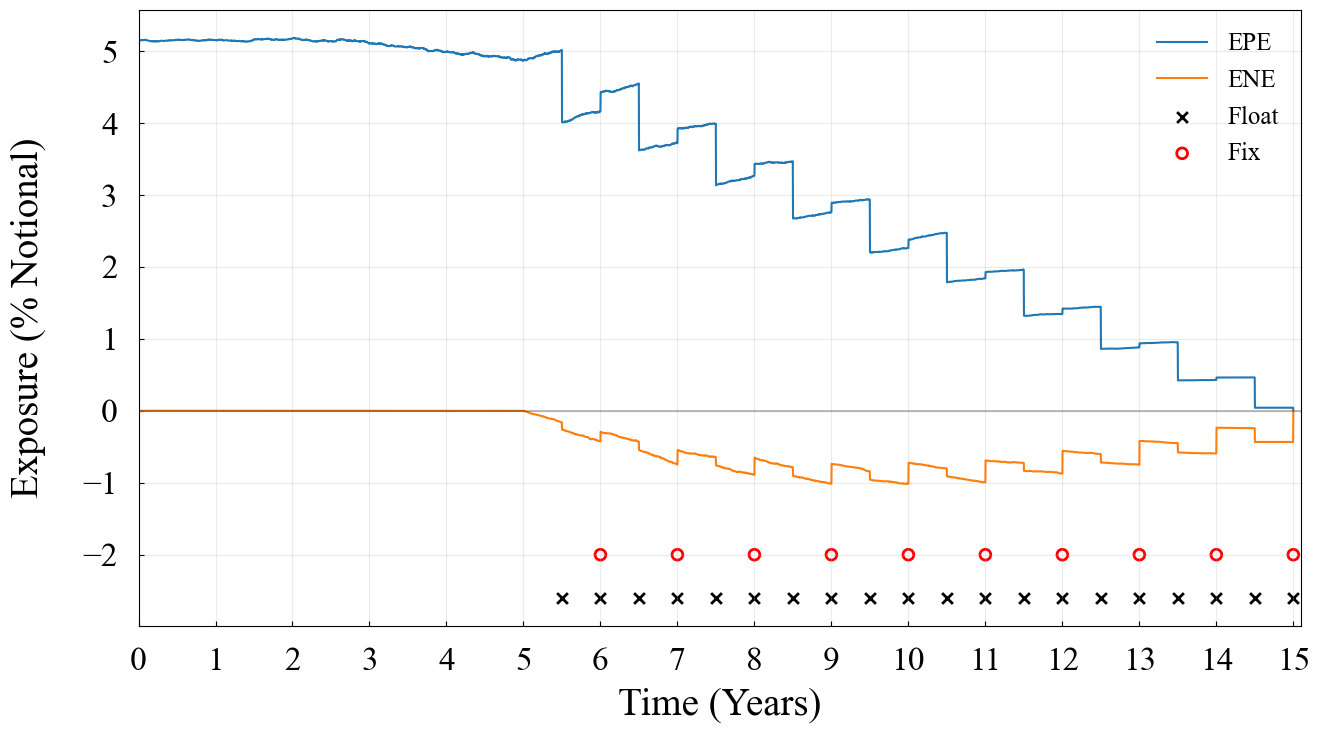 Exposure (% Notional)
5
4
3
2
1
0
−1
−2
EPE
ENE
Float
Fix
0 1 2 3 4 5 6 7 8 9 10 11 12 13 14 15
Time (Years)